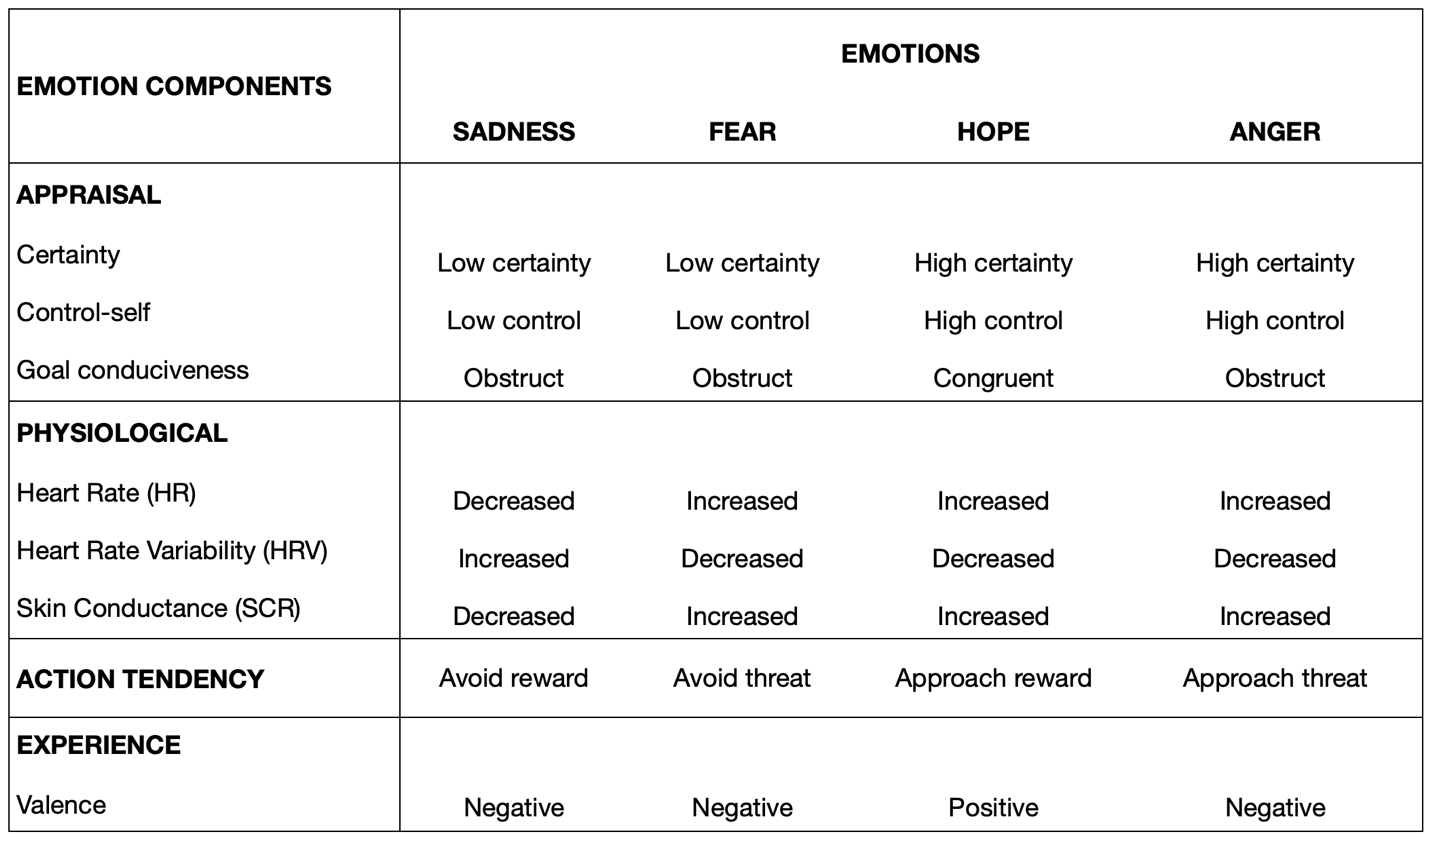 EMOTIONS
EMOTION COMPONENTS
SADNESS FEAR HOPE ANGER
APPRAISAL
Certainty Low certainty Low certainty High certainty High certainty
Control-self Low control Low control High control High control
Goal conduciveness Obstruct Obstruct Congruent Obstruct
PHYSIOLOGICAL
Heart Rate (HR) Decreased Increased Increased Increased
Heart Rate Variability (HRV) Increased Decreased Decreased Decreased
Skin Conductance (SCR) Decreased Increased Increased Increased
ACTION TENDENCY Avoid reward Avoid threat Approach reward Approach threat
EXPERIENCE
Valence Negative Negative Positive Negative